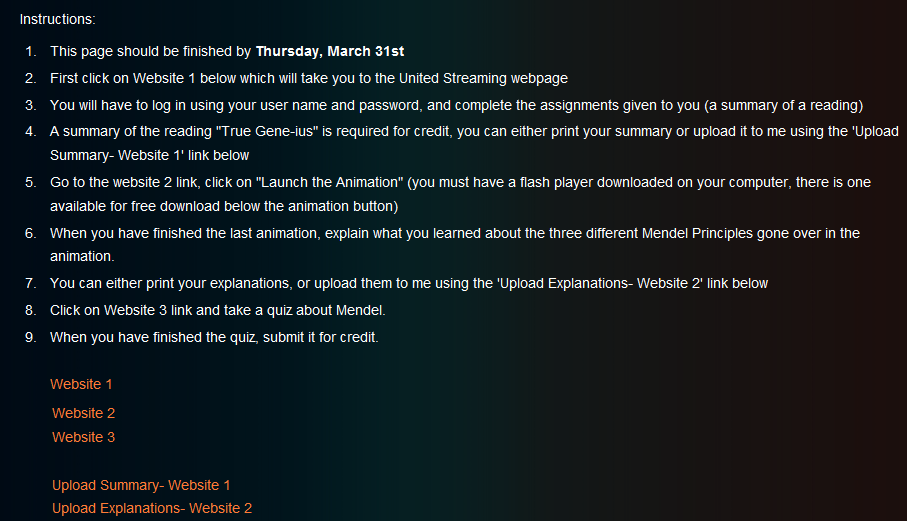 Instructions:
1. This page should be finished by Thursday, March 31st
2. First click on Website 1 below which will take you to the United Streaming webpage
3. You will have to log in using your user name and password, and complete the assignments given to you (a summary of a reading)
4. A summary of the reading "True Gene-ius" is required for credit, you can either print your summary or upload it to me using the 'Upload
Summary- Website 1' link below
5. Go to the website 2 link, click on "Launch the Animation" (you must have a flash player downloaded on your computer, there is one
available for free download below the animation button)
6. When you have finished the last animation, explain what you learned about the three different Mendel Principles gone over in the
animation.
7. You can either print your explanations, or upload them to me using the 'Upload Explanations- Website 2' link below
8. Click on Website 3 link and take a quiz about Mendel.
9. When you have finished the quiz, submit it for credit.
Website 1
Website 2
Website 3
Upload Summary- Website 1
Upload Explanations- Website 2